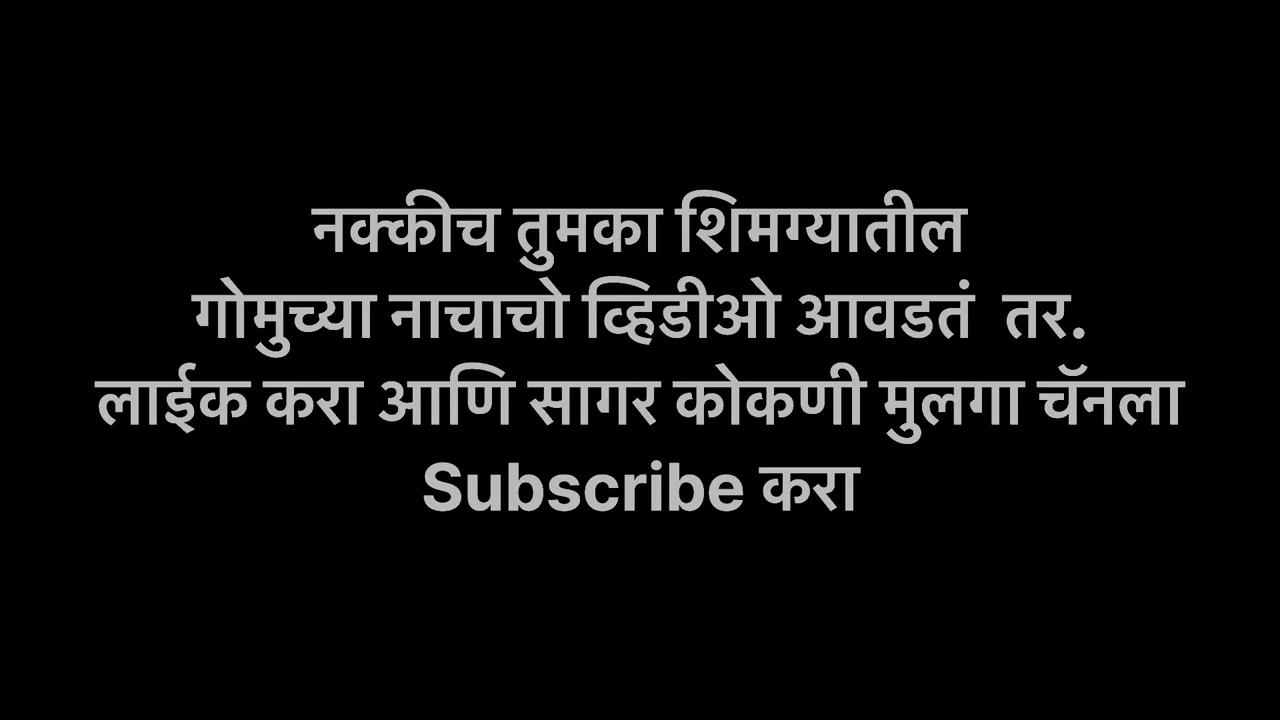 नक्कीच तुमका शिमग्यातील
गोमुच्या नाचाचो व्हिडीओ आवडतं  तर.
लाईक करा आणि सागर कोकणी मुलगा चॅनला
Subscribe करा